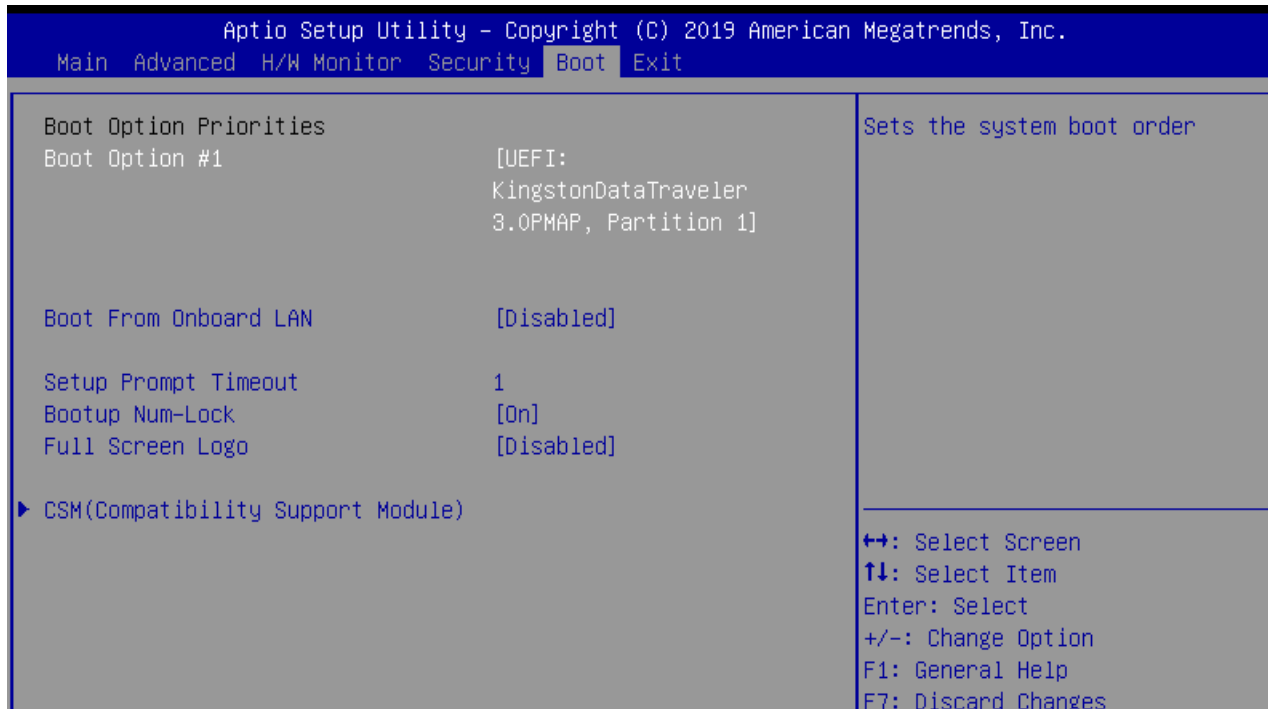 Aptio Setup Utility – Copyright (C) 2019 American Megatrends, Inc.
Main Advanced H/W Monitor Security Boot Exit
Boot Option Priorities
Boot Option #1 [UEFI:
KingstonDataTraveler
3.0PMAP, Partition 1]
Boot From Onboard LAN [Disabled]
Setup Prompt Timeout 1
Bootup Num-Lock [On]
Full Screen Logo [Disabled]
▶ CSM(Compatibility Support Module)
Sets the system boot order
↔: Select Screen
↑↓: Select Item
Enter: Select
+/-: Change Option
F1: General Help
F7: Discard Changes